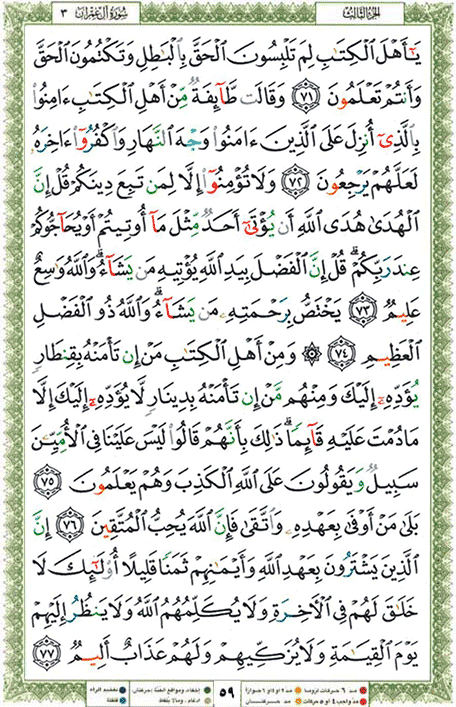 الجزء الثالث سورة آل عمران ٣
يَٰٓأَهْلَ ٱلْكِتَٰبِ لِمَ تَلْبِسُونَ ٱلْحَقَّ بِٱلْبَٰطِلِ وَتَكْتُمُونَ ٱلْحَقَّ
وَأَنتُمْ تَعْلَمُونَ ٧١ وَقَالَت طَّآئِفَةٌ مِّنْ أَهْلِ ٱلْكِتَٰبِ ءَامِنُوا۟
بِٱلَّذِىٓ أُنزِلَ عَلَى ٱلَّذِينَ ءَامَنُوا۟ وَجْهَ ٱلنَّهَارِ وَٱكْفُرُوٓا۟ ءَاخِرَهُۥ
لَعَلَّهُمْ يَرْجِعُونَ ٧٢ وَلَا تُؤْمِنُوٓا۟ إِلَّا لِمَن تَبِعَ دِينَكُمْ قُلْ إِنَّ
ٱلْهُدَىٰ هُدَى ٱللَّهِ أَن يُؤْتَىٰٓ أَحَدٌ مِّثْلَ مَآ أُوتِيتُمْ أَوْ يُحَآجُّوكُمْ
عِندَ رَبِّكُمْ ۗ قُلْ إِنَّ ٱلْفَضْلَ بِيَدِ ٱللَّهِ يُؤْتِيهِ مَن يَشَآءُ ۗ وَٱللَّهُ وَٰسِعٌ
عَلِيمٌ ٧٣ يَخْتَصُّ بِرَحْمَتِهِۦ مَن يَشَآءُ ۗ وَٱللَّهُ ذُو ٱلْفَضْلِ
ٱلْعَظِيمِ ٧٤ ۞ وَمِنْ أَهْلِ ٱلْكِتَٰبِ مَنْ إِن تَأْمَنْهُ بِقِنطَارٍ
يُؤَدِّهِۦٓ إِلَيْكَ وَمِنْهُم مَّنْ إِن تَأْمَنْهُ بِدِينَارٍ لَّا يُؤَدِّهِۦٓ إِلَيْكَ إِلَّا
مَا دُمْتَ عَلَيْهِ قَآئِمًا ۗ ذَٰلِكَ بِأَنَّهُمْ قَالُوا۟ لَيْسَ عَلَيْنَا فِى ٱلْأُمِّيِّۦنَ
سَبِيلٌ وَيَقُولُونَ عَلَى ٱللَّهِ ٱلْكَذِبَ وَهُمْ يَعْلَمُونَ ٧٥
بَلَىٰ مَنْ أَوْفَىٰ بِعَهْدِهِۦ وَٱتَّقَىٰ فَإِنَّ ٱللَّهَ يُحِبُّ ٱلْمُتَّقِينَ ٧٦ إِنَّ
ٱلَّذِينَ يَشْتَرُونَ بِعَهْدِ ٱللَّهِ وَأَيْمَٰنِهِمْ ثَمَنًا قَلِيلًا أُو۟لَٰٓئِكَ لَا
خَلَٰقَ لَهُمْ فِى ٱلْءَاخِرَةِ وَلَا يُكَلِّمُهُمُ ٱللَّهُ وَلَا يَنظُرُ إِلَيْهِمْ
يَوْمَ ٱلْقِيَٰمَةِ وَلَا يُزَكِّيهِمْ وَلَهُمْ عَذَابٌ أَلِيمٌ ٧٧
٥٩